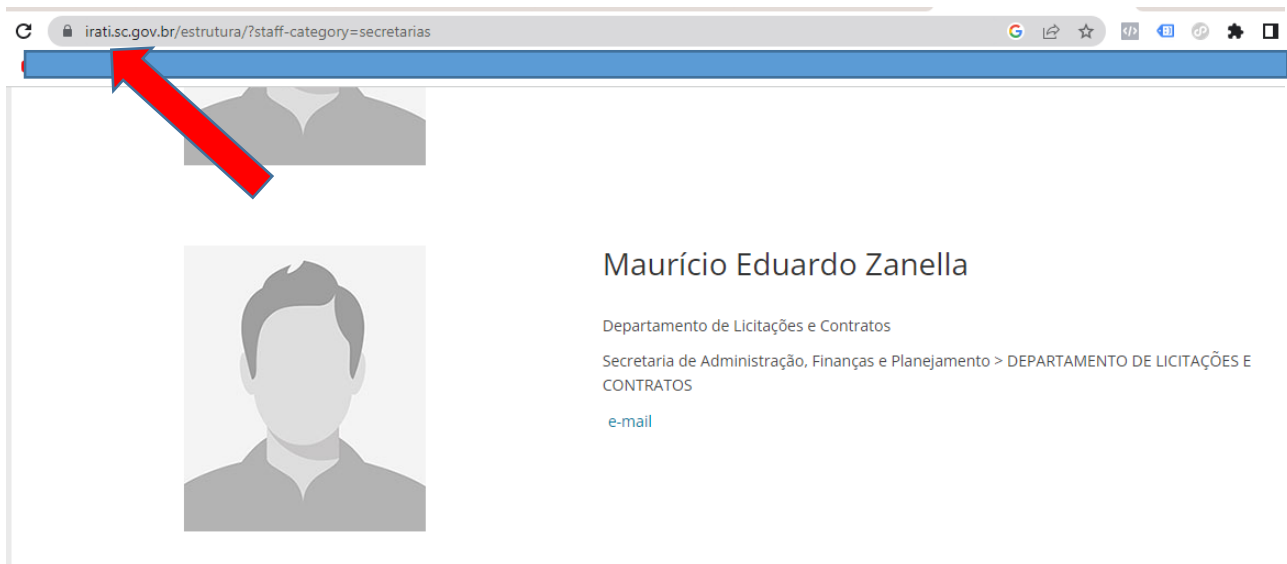 irati.sc.gov.br/estrutura/?staff-category=secretarias
Maurício Eduardo Zanella
Departamento de Licitações e Contratos
Secretaria de Administração, Finanças e Planejamento > DEPARTAMENTO DE LICITAÇÕES E
CONTRATOS
e-mail